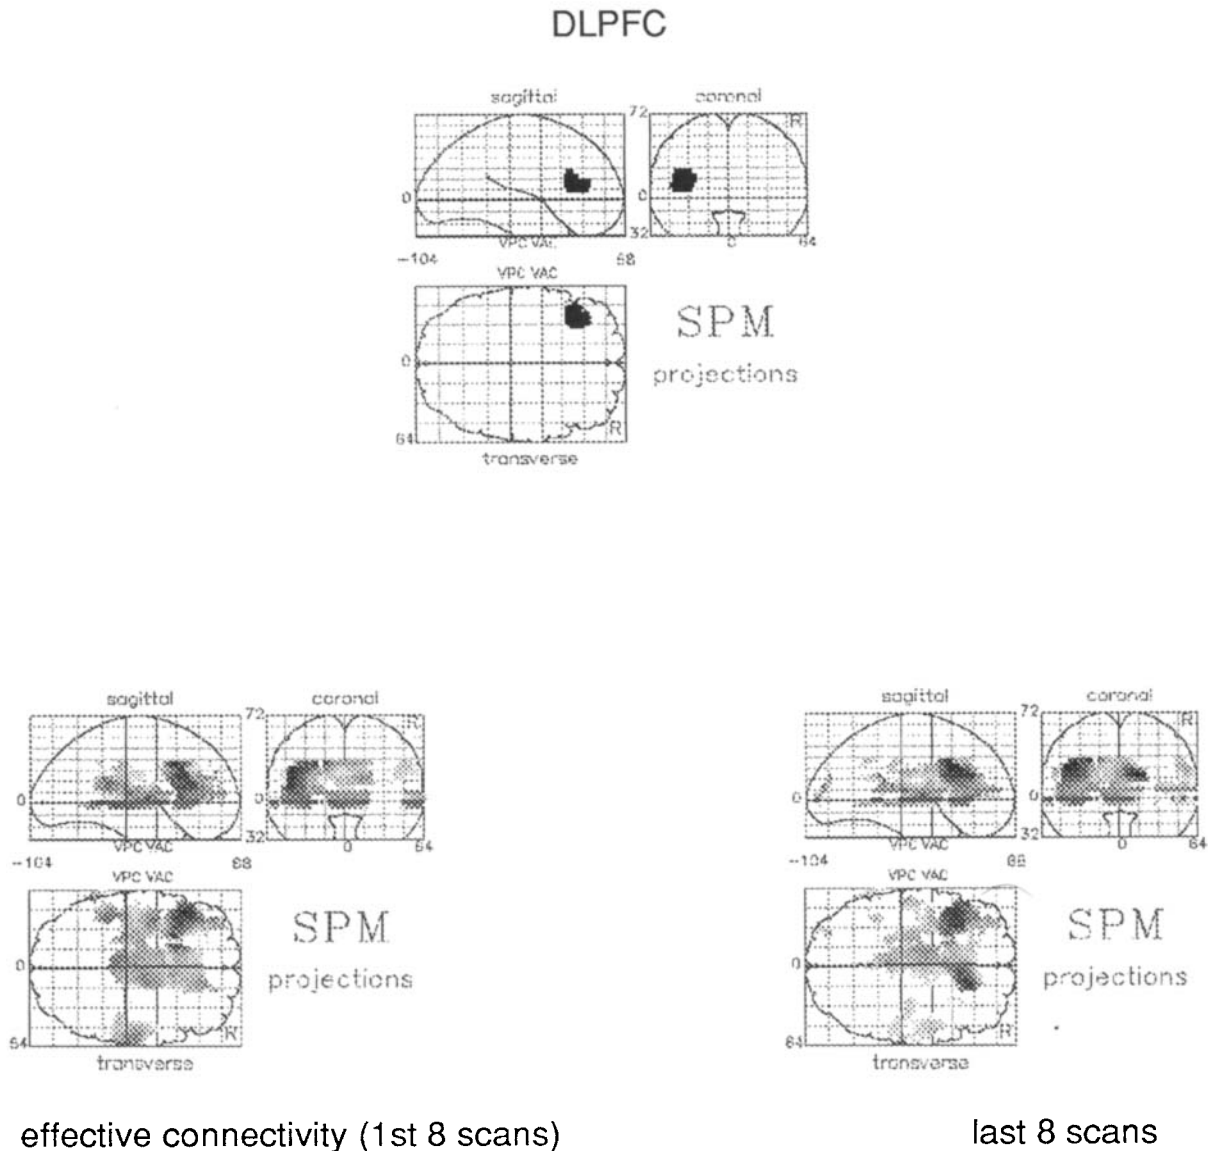 DLPFC
sagittal coronal
72 R
0 0
32
VPC VAC 0 64
-104 68
VPC VAC
SPM
0 projections
R
64
transverse
sagittal coronal
72 R
0 0
32
VPC VAC 0 64
-104 68
VPC VAC
SPM
0 projections
R
64
transverse
effective connectivity (1st 8 scans)
sagittal coronal
72 R
0 0
32
VPC VAC 0 64
-104 68
VPC VAC
SPM
0 projections
R
64
transverse
last 8 scans